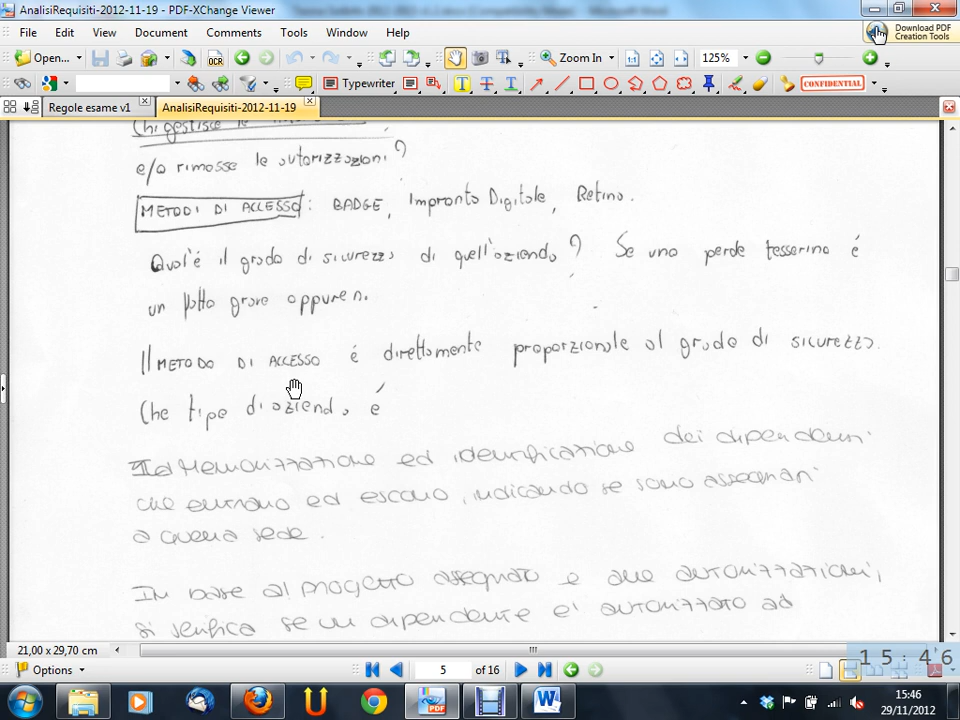 AnalisiRequisiti-2012-11-19 - PDF-XChange Viewer
File Edit View Document Comments Tools Window Help
Download PDF
Creation Tools
Open... OCR Zoom In 125%
Typewriter CONFIDENTIAL
Regole esame v1 AnalisiRequisiti-2012-11-19
Chi gestisce le
e/o rimosse le autorizzazioni?
METODI DI ACCESSO: BADGE, Impronta Digitale, Retina.
Qual'é il grado di sicurezza di quell'azienda? Se uno perde tesserino é
un fatto grave oppure n.
Il METODO DI ACCESSO é direttamente proporzionale al grado di sicurezza.
Che tipo di azienda é
Memorizzazione ed identificazione dei dipendenti
che entrano ed escono, indicando se sono assegnati
a quella sede.
In base al progetto assegnato e alle autorizzazioni,
si verifica se un dipendente e' autorizzato ad
21,00 x 29,70 cm
15:46
Options 5 of 16
15:46
29/11/2012